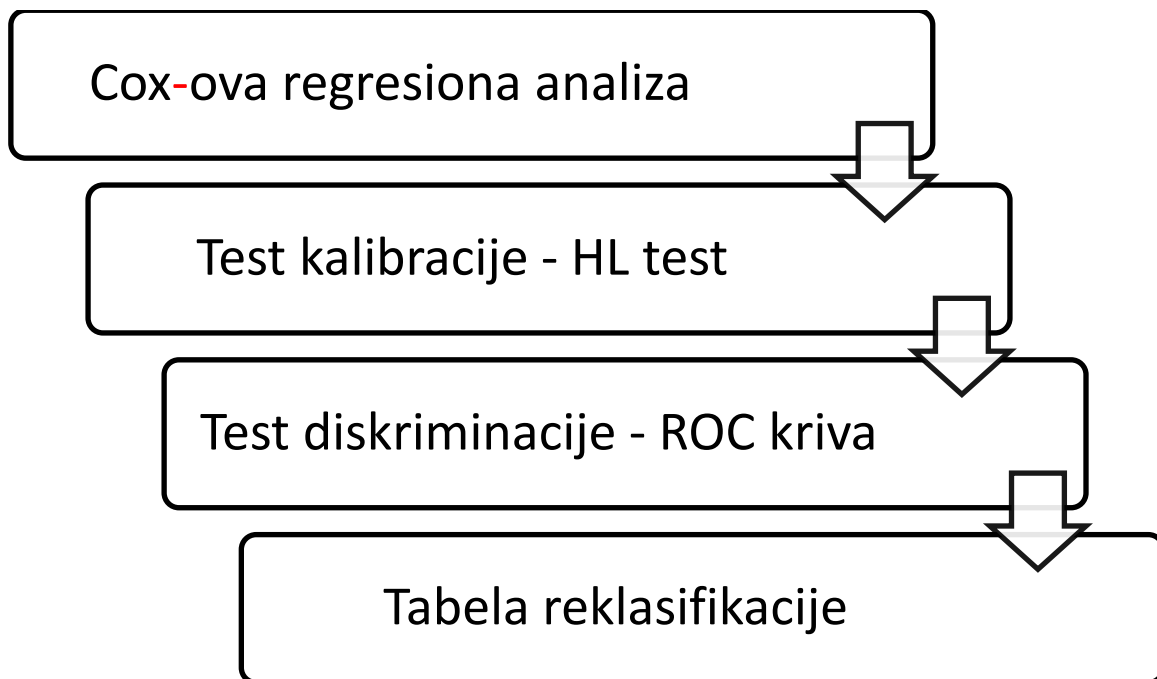 Cox-ova regresiona analiza
Test kalibracije - HL test
Test diskriminacije - ROC kriva
Tabela reklasifikacije